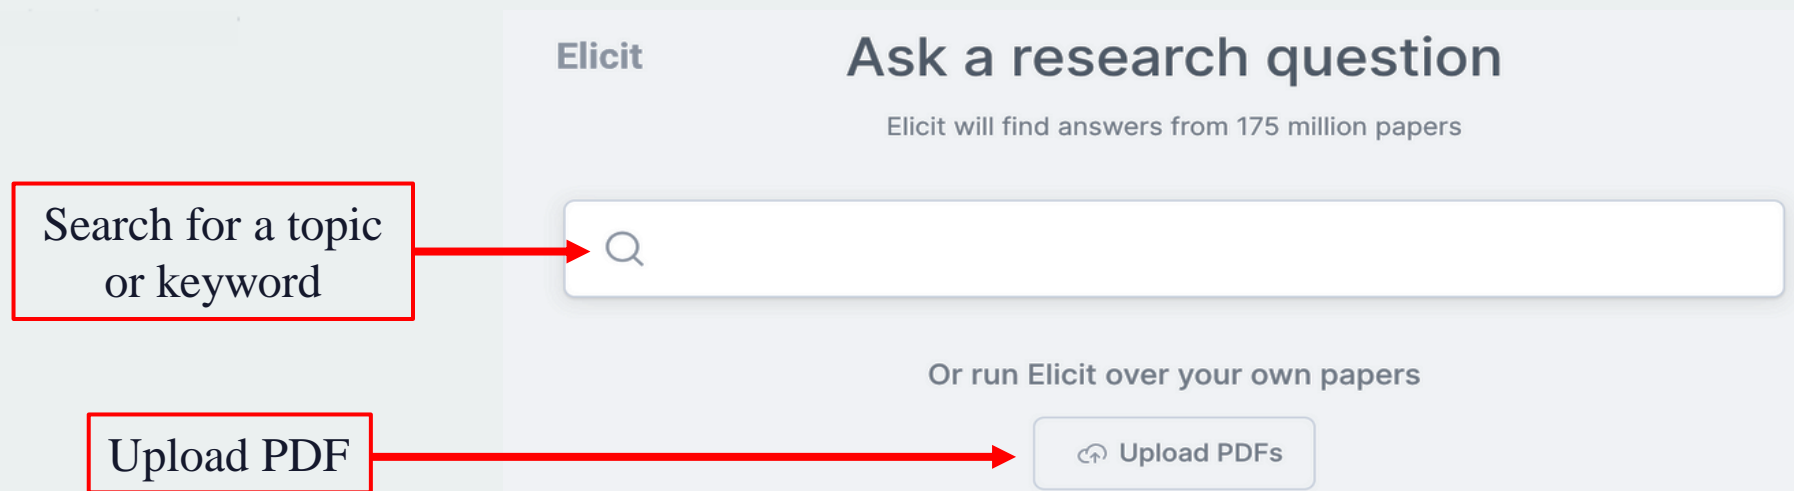 Elicit
Ask a research question
Elicit will find answers from 175 million papers
Search for a topic
or keyword
Or run Elicit over your own papers
Upload PDF
Upload PDFs